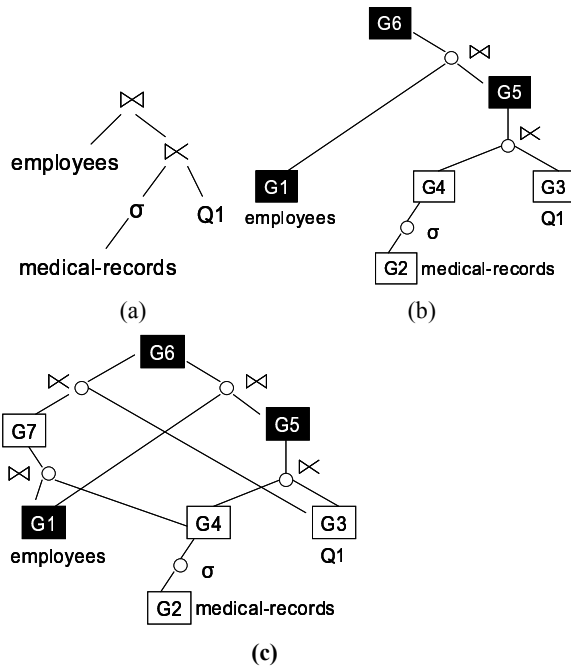 employees
σ
Q1
medical-records
(a)
G6
G5
G1
employees
G4
G3
Q1
σ
G2 medical-records
(b)
G6
G7
G5
G1
employees
G4
G3
Q1
σ
G2 medical-records
(c)